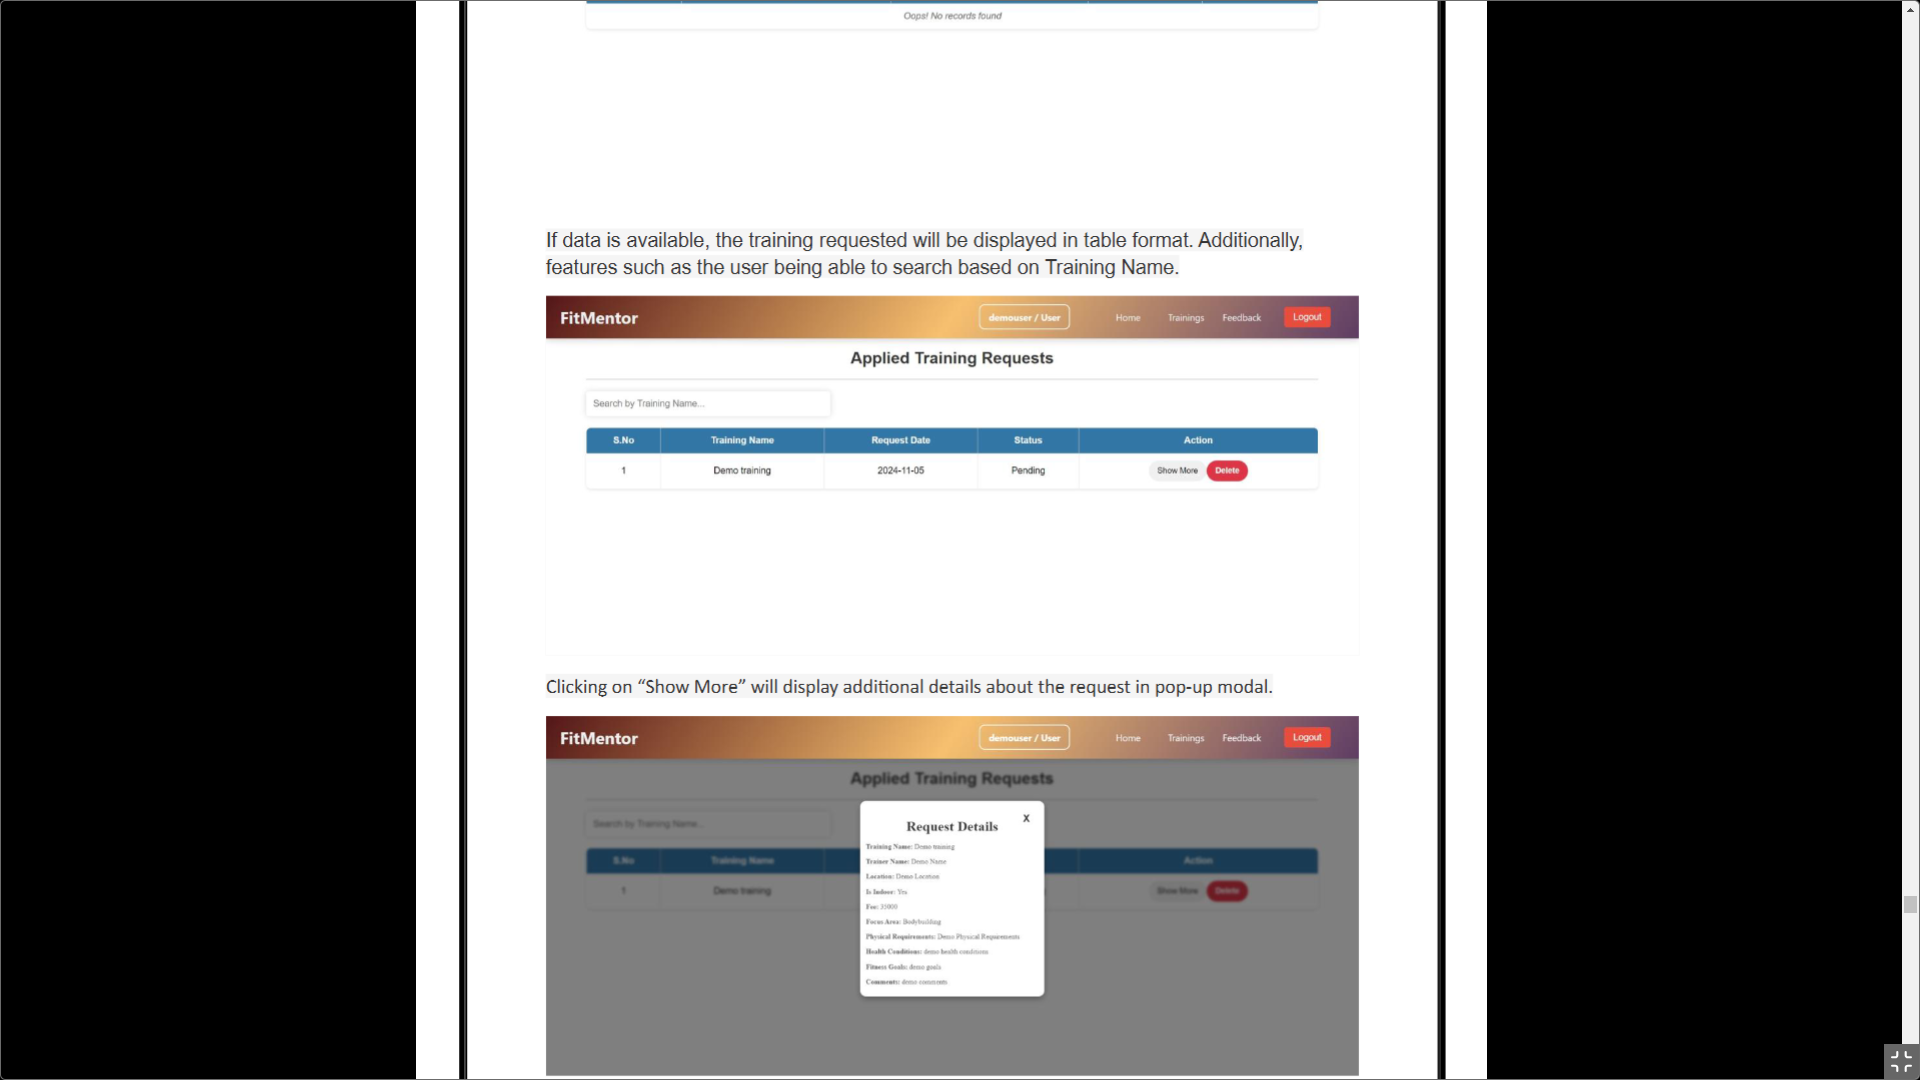 Oops! No records found
If data is available, the training requested will be displayed in table format. Additionally,
features such as the user being able to search based on Training Name.
FitMentor demouser / User Home Trainings Feedback Logout
Applied Training Requests
Search by Training Name...
S.No Training Name Request Date Status Action
1 Demo training 2024-11-05 Pending Show More Delete
Clicking on “Show More” will display additional details about the request in pop-up modal.
FitMentor demouser / User Home Trainings Feedback Logout
Applied Training Requests
Search by Training Name...
X
Request Details
S.No Training Name Action
1 Demo training Show More Delete
Training Name: Demo training
Trainer Name: Demo Name
Location: Demo Location
Is Indoor: Yes
Fee: 35000
Focus Area: Bodybuilding
Physical Requirements: Demo Physical Requirements
Health Conditions: demo health conditions
Fitness Goals: demo goals
Comments: demo comments